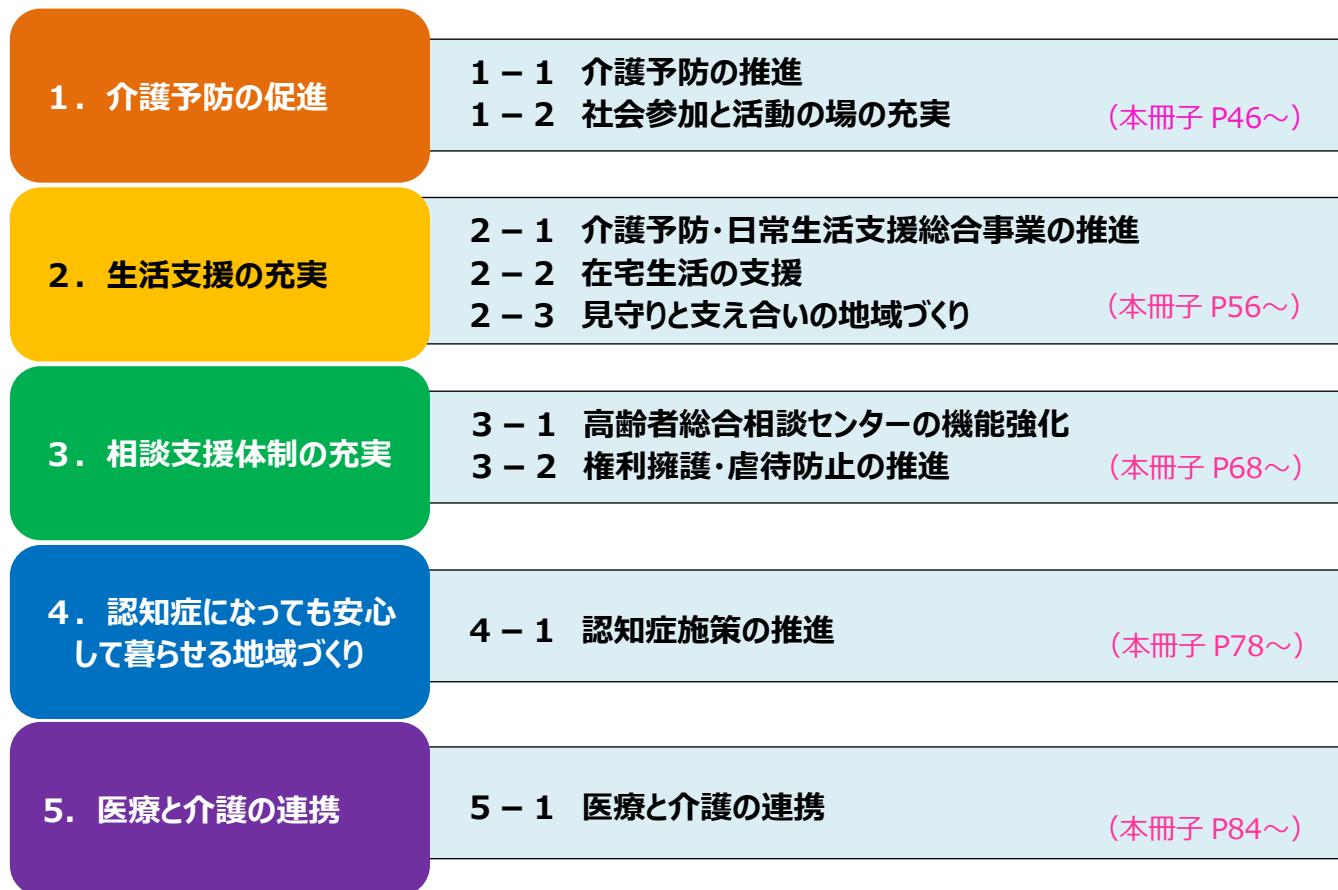 1．介護予防の促進
1－1 介護予防の推進
1－2 社会参加と活動の場の充実
（本冊子 P46～）
2．生活支援の充実
2－1 介護予防・日常生活支援総合事業の推進
2－2 在宅生活の支援
2－3 見守りと支え合いの地域づくり
（本冊子 P56～）
3．相談支援体制の充実
3－1 高齢者総合相談センターの機能強化
3－2 権利擁護・虐待防止の推進
（本冊子 P68～）
4．認知症になっても安心
して暮らせる地域づくり
4－1 認知症施策の推進
（本冊子 P78～）
5．医療と介護の連携
5－1 医療と介護の連携
（本冊子 P84～）